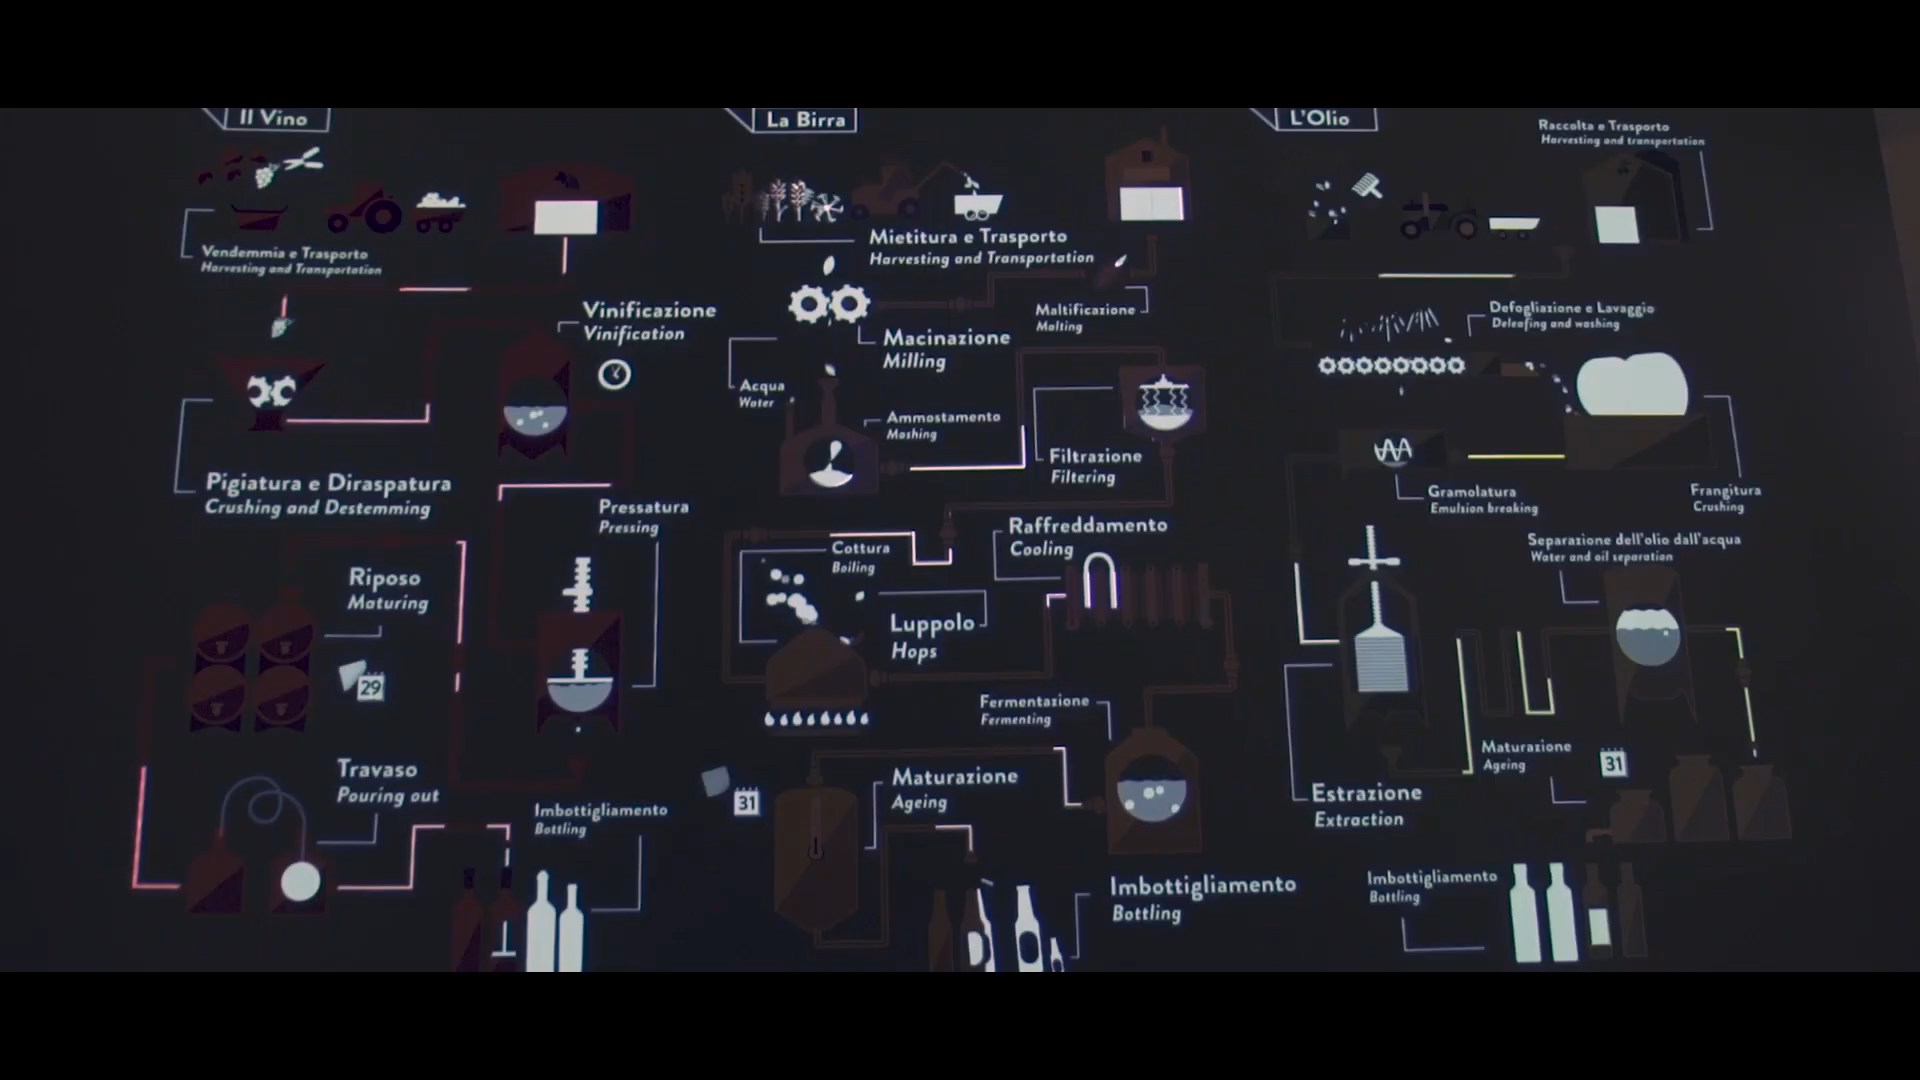 Il Vino
Vendemmia e Trasporto
Harvesting and Transportation
Vinificazione
Vinification
Pigiatura e Diraspatura
Crushing and Destemming
Pressatura
Pressing
Riposo
Maturing
29
Travaso
Pouring out
Imbottigliamento
Bottling
La Birra
Mietitura e Trasporto
Harvesting and Transportation
Maltificazione
Malting
Macinazione
Milling
Acqua
Water
Ammostamento
Mashing
Filtrazione
Filtering
Raffreddamento
Cooling
Cottura
Boiling
Luppolo
Hops
Fermentazione
Fermenting
31
Maturazione
Ageing
Imbottigliamento
Bottling
L'Olio
Raccolta e Trasporto
Harvesting and transportation
Defogliazione e Lavaggio
Deleafing and washing
Gramolatura
Emulsion breaking
Frangitura
Crushing
Separazione dell'olio dall'acqua
Water and oil separation
Maturazione
Ageing
31
Estrazione
Extraction
Imbottigliamento
Bottling